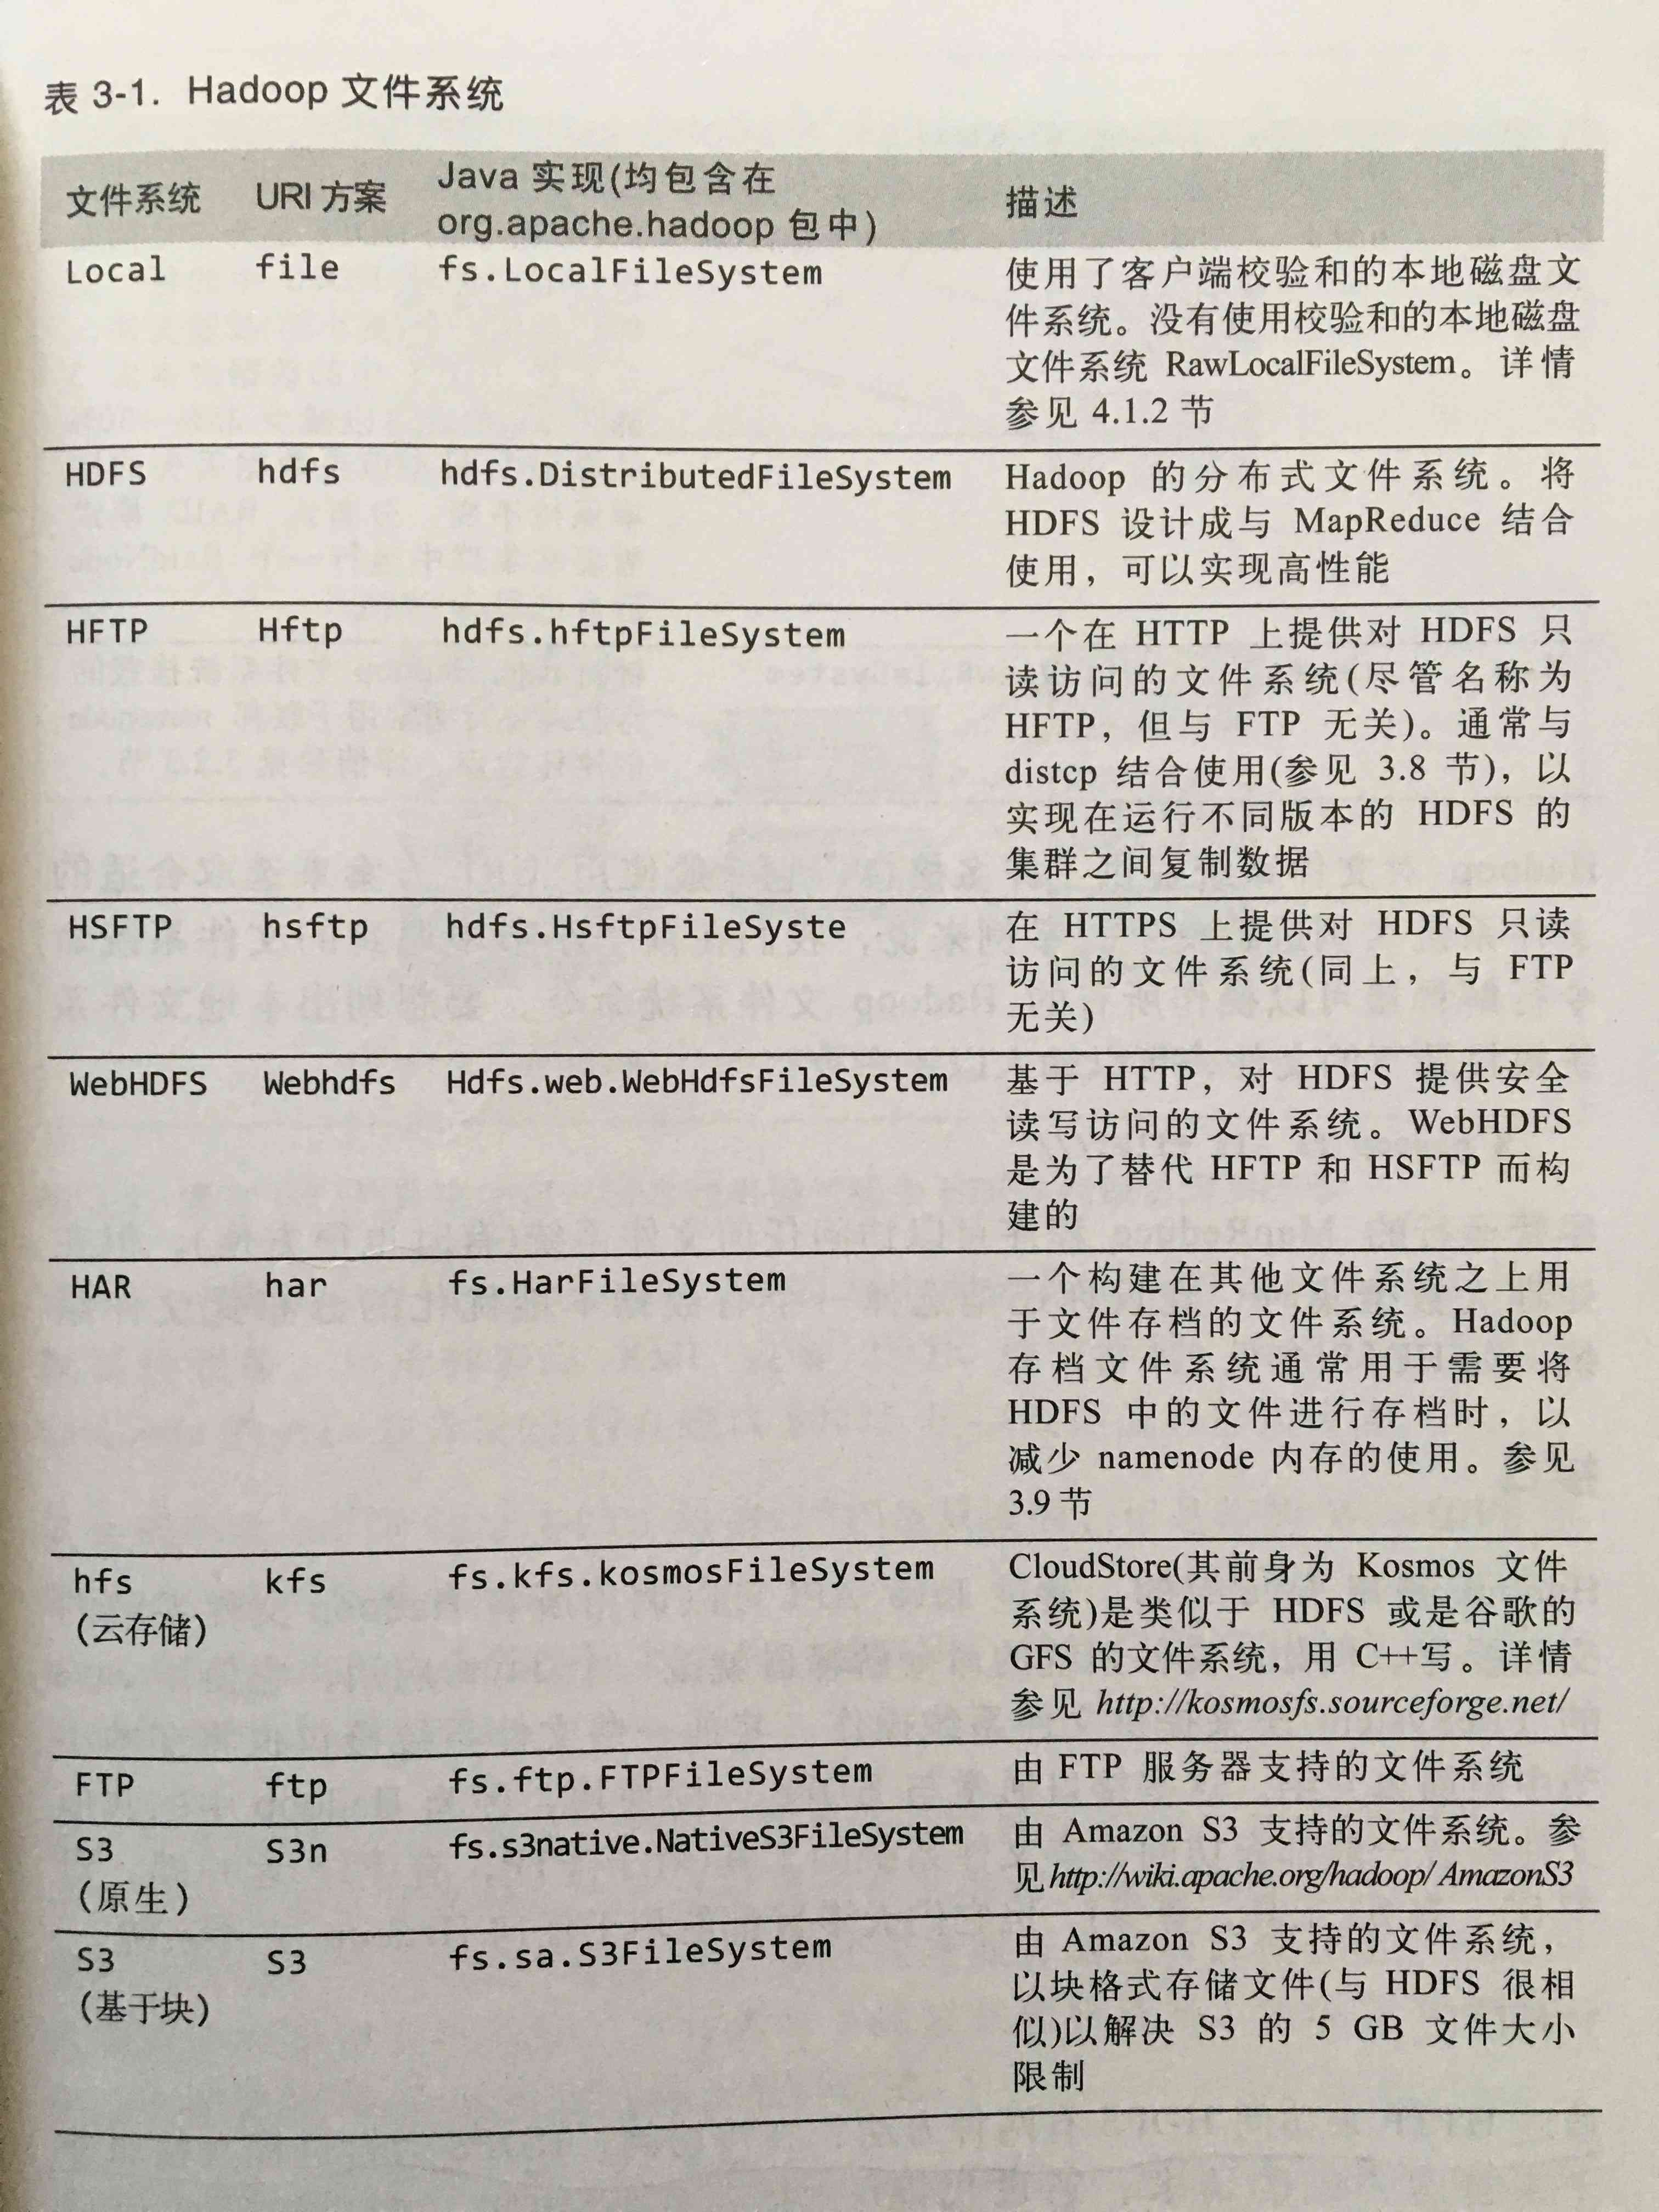 表 3-1. Hadoop 文件系统
文件系统 URI 方案 Java 实现(均包含在 org.apache.hadoop 包中) 描述
Local file fs.LocalFileSystem 使用了客户端校验和的本地磁盘文
件系统。没有使用校验和的本地磁盘
文件系统 RawLocalFileSystem。详情
参见 4.1.2 节
HDFS hdfs hdfs.DistributedFileSystem Hadoop 的分布式文件系统。将
HDFS 设计成与 MapReduce 结合
使用，可以实现高性能
HFTP Hftp hdfs.hftpFileSystem 一个在 HTTP 上提供对 HDFS 只
读访问的文件系统(尽管名称为
HFTP，但与 FTP 无关)。通常与
distcp 结合使用(参见 3.8 节)，以
实现在运行不同版本的 HDFS 的
集群之间复制数据
HSFTP hsftp hdfs.HsftpFileSyste 在 HTTPS 上提供对 HDFS 只读
访问的文件系统(同上，与 FTP
无关)
WebHDFS Webhdfs Hdfs.web.WebHdfsFileSystem 基于 HTTP，对 HDFS 提供安全
读写访问的文件系统。WebHDFS
是为了替代 HFTP 和 HSFTP 而构
建的
HAR har fs.HarFileSystem 一个构建在其他文件系统之上用
于文件存档的文件系统。Hadoop
存档文件系统通常用于需要将
HDFS 中的文件进行存档时，以
减少 namenode 内存的使用。参见
3.9 节
hfs kfs fs.kfs.kosmosFileSystem CloudStore(其前身为 Kosmos 文件
(云存储) 系统)是类似于 HDFS 或是谷歌的
GFS 的文件系统，用 C++写。详情
参见 http://kosmosfs.sourceforge.net/
FTP ftp fs.ftp.FTPFileSystem 由 FTP 服务器支持的文件系统
S3 S3n fs.s3native.NativeS3FileSystem 由 Amazon S3 支持的文件系统。参
(原生) 见 http://wiki.apache.org/hadoop/ AmazonS3
S3 S3 fs.sa.S3FileSystem 由 Amazon S3 支持的文件系统，
(基于块) 以块格式存储文件(与 HDFS 很相
似)以解决 S3 的 5 GB 文件大小
限制